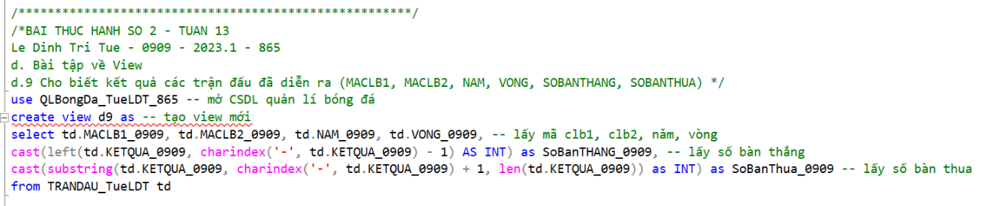 /******************************************************/
/*BAI THUC HANH SO 2 - TUAN 13
Le Dinh Tri Tue - 0909 - 2023.1 - 865
d. Bài tập về View
d.9 Cho biết kết quả các trận đấu đã diễn ra (MACLB1, MACLB2, NAM, VONG, SOBANTHANG, SOBANTHUA) */
use QLBongDa_TueLDT_865 -- mở CSDL quản lí bóng đá
create view d9 as -- tạo view mới
select td.MACLB1_0909, td.MACLB2_0909, td.NAM_0909, td.VONG_0909, -- lấy mã clb1, clb2, năm, vòng
cast(left(td.KETQUA_0909, charindex('-', td.KETQUA_0909) - 1) AS INT) as SoBanTHANG_0909, -- lấy số bàn thắng
cast(substring(td.KETQUA_0909, charindex('-', td.KETQUA_0909) + 1, len(td.KETQUA_0909)) as INT) as SoBanThua_0909 -- lấy số bàn thua
from TRANDAU_TueLDT td